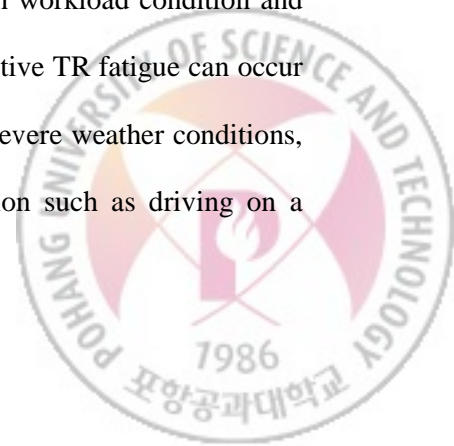 workload condition and
tive TR fatigue can occur
evere weather conditions,
on such as driving on a
POHANG UNIVERSITY OF SCIENCE AND TECHNOLOGY
1986
포항공과대학교